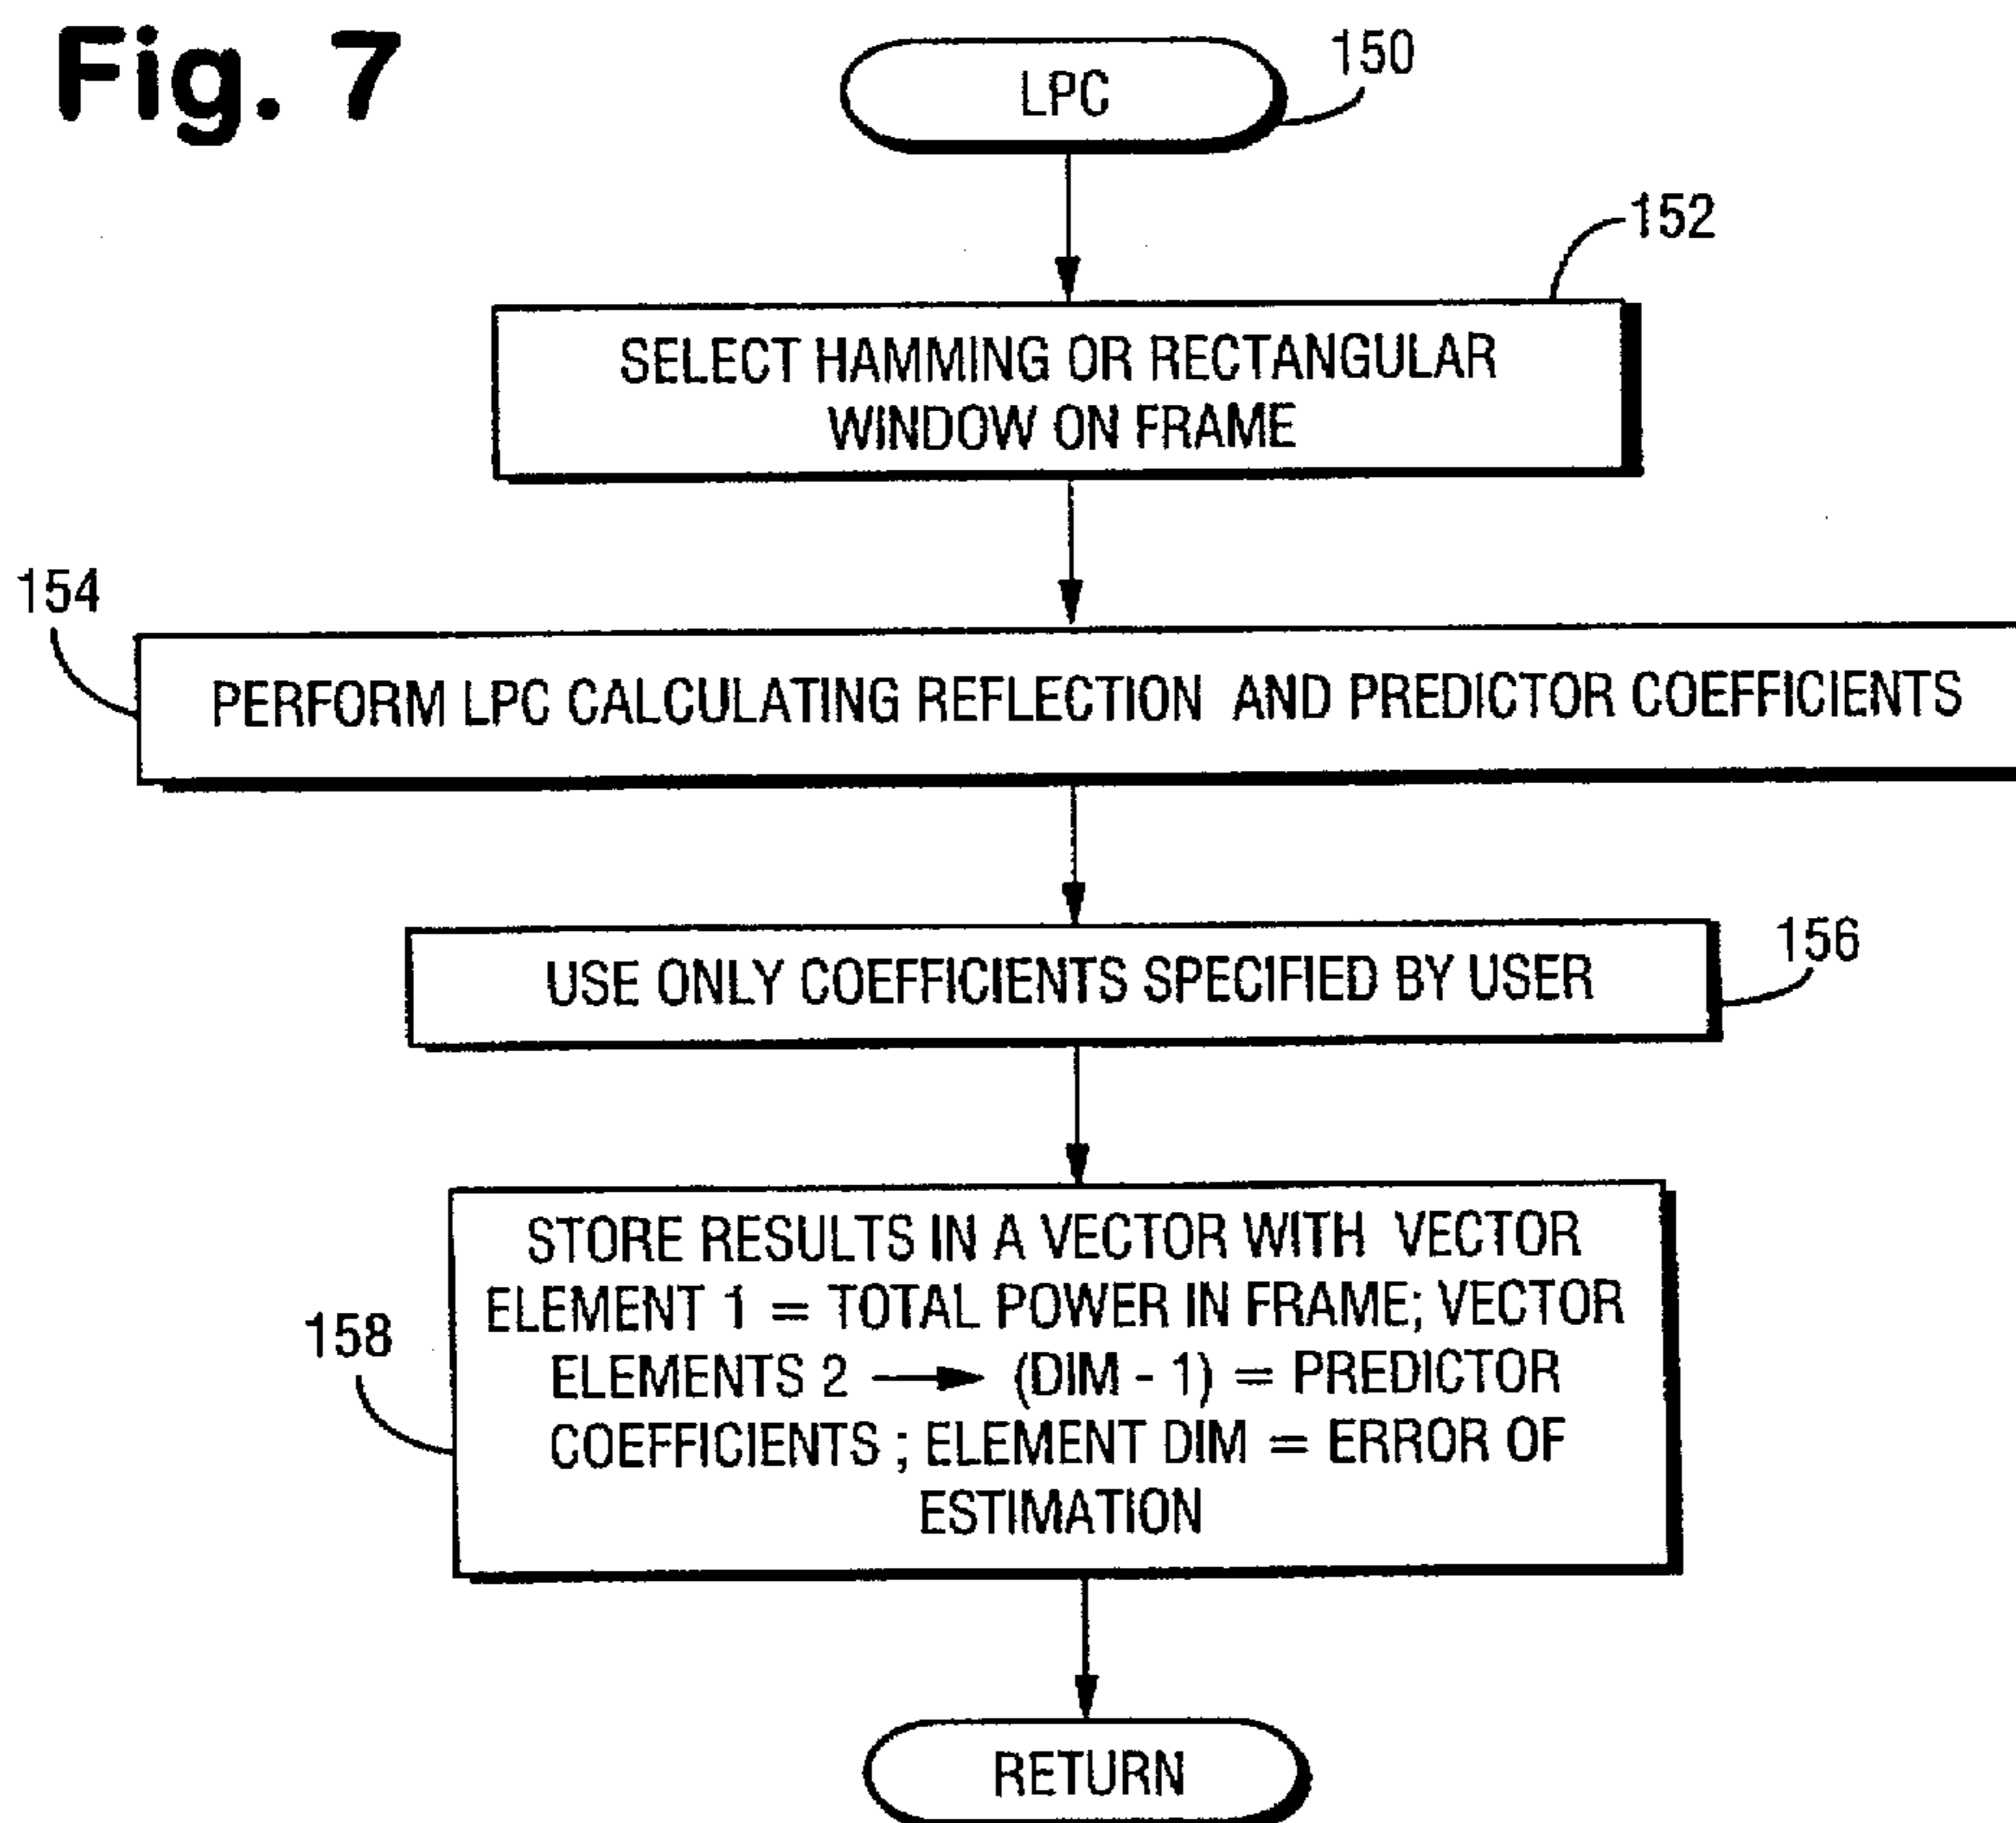 Fig. 7
LPC
150
152
SELECT HAMMING OR RECTANGULAR
WINDOW ON FRAME
154
PERFORM LPC CALCULATING REFLECTION AND PREDICTOR COEFFICIENTS
156
USE ONLY COEFFICIENTS SPECIFIED BY USER
158
STORE RESULTS IN A VECTOR WITH VECTOR
ELEMENT 1 = TOTAL POWER IN FRAME; VECTOR
ELEMENTS 2 → (DIM - 1) = PREDICTOR
COEFFICIENTS ; ELEMENT DIM = ERROR OF
ESTIMATION
RETURN